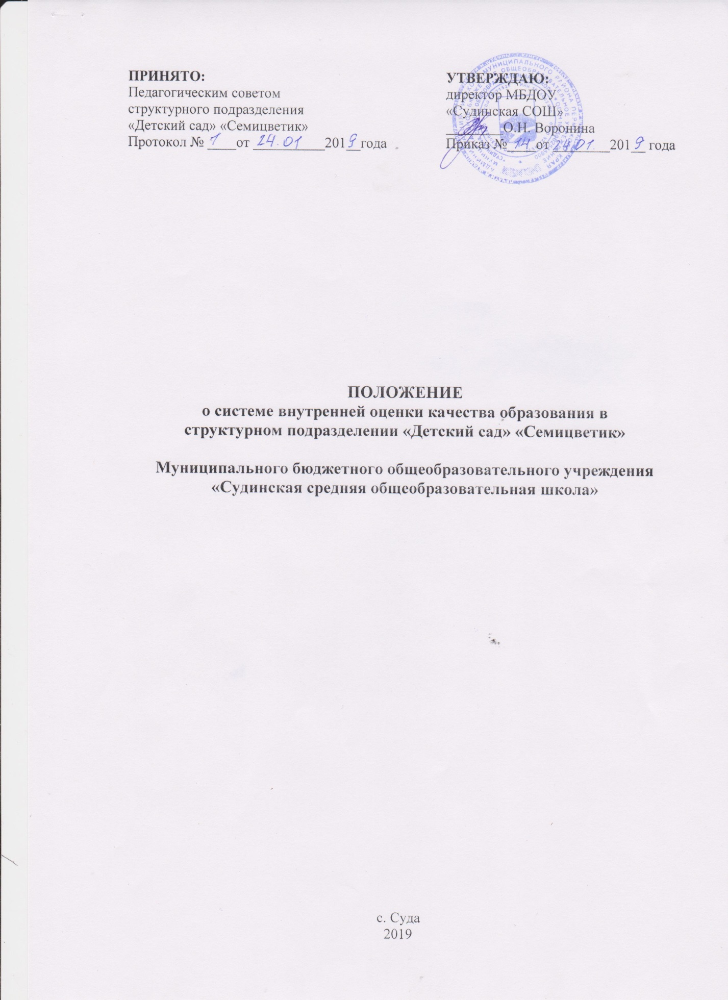 ПРИНЯТО:
Педагогическим советом
структурного подразделения
«Детский сад» «Семицветик»
Протокол № 1 от 24.01 2019 года
УТВЕРЖДАЮ:
директор МБДОУ
«Судинская СОШ»
О.Н. Воронина
Приказ № 14 от 24.01. 2019 года
ПОЛОЖЕНИЕ
о системе внутренней оценки качества образования в
структурном подразделении «Детский сад» «Семицветик»
Муниципального бюджетного общеобразовательного учреждения
«Судинская средняя общеобразовательная школа»
с. Суда
2019